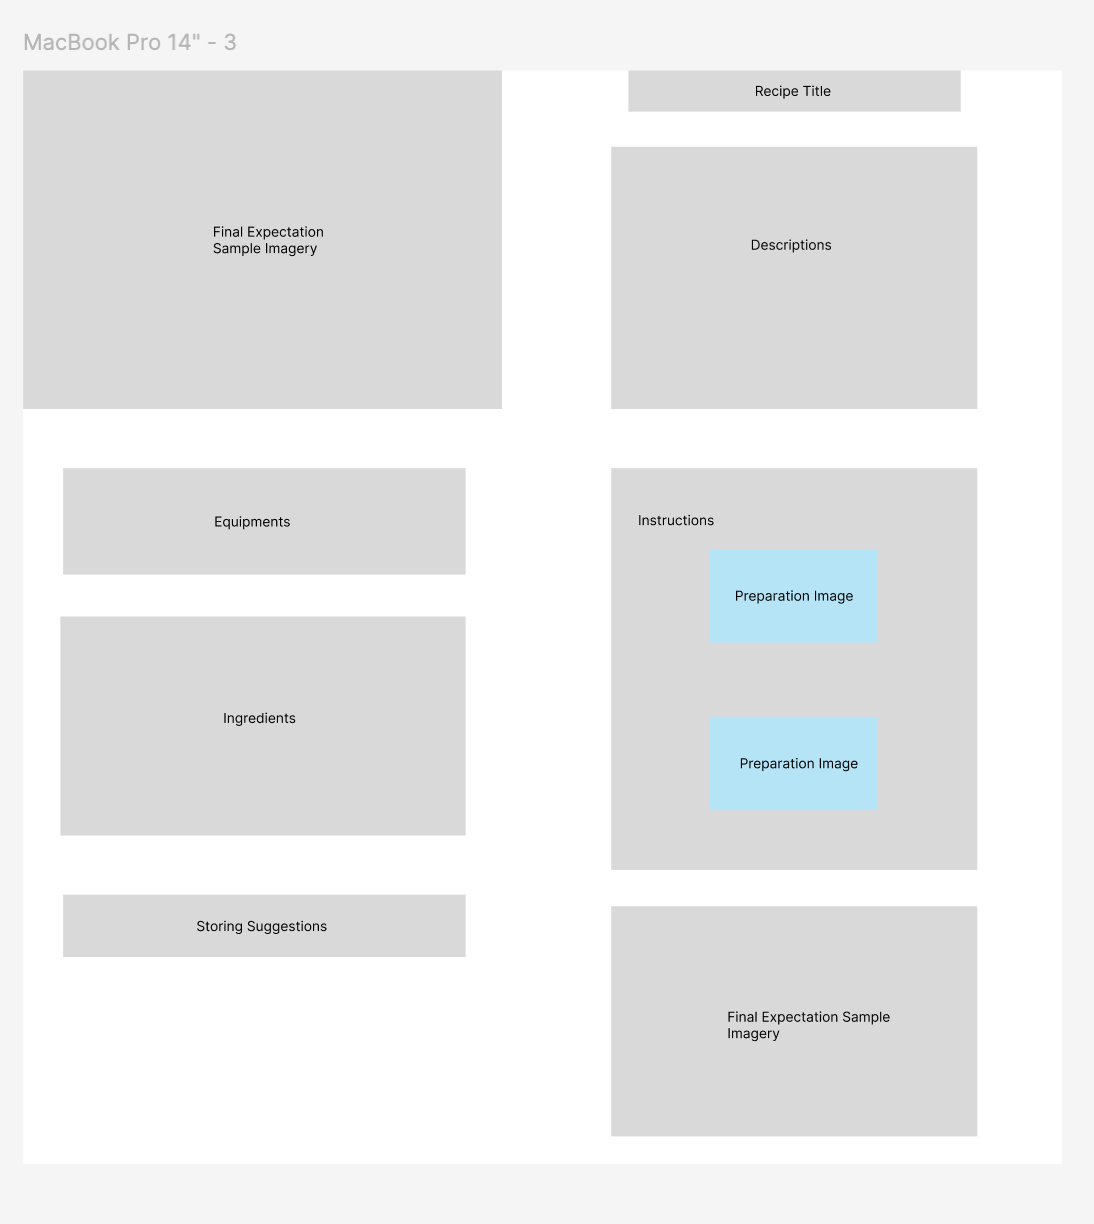 MacBook Pro 14" - 3
Final Expectation
Sample Imagery
Recipe Title
Descriptions
Equipments
Ingredients
Storing Suggestions
Instructions
Preparation Image
Preparation Image
Final Expectation Sample
Imagery